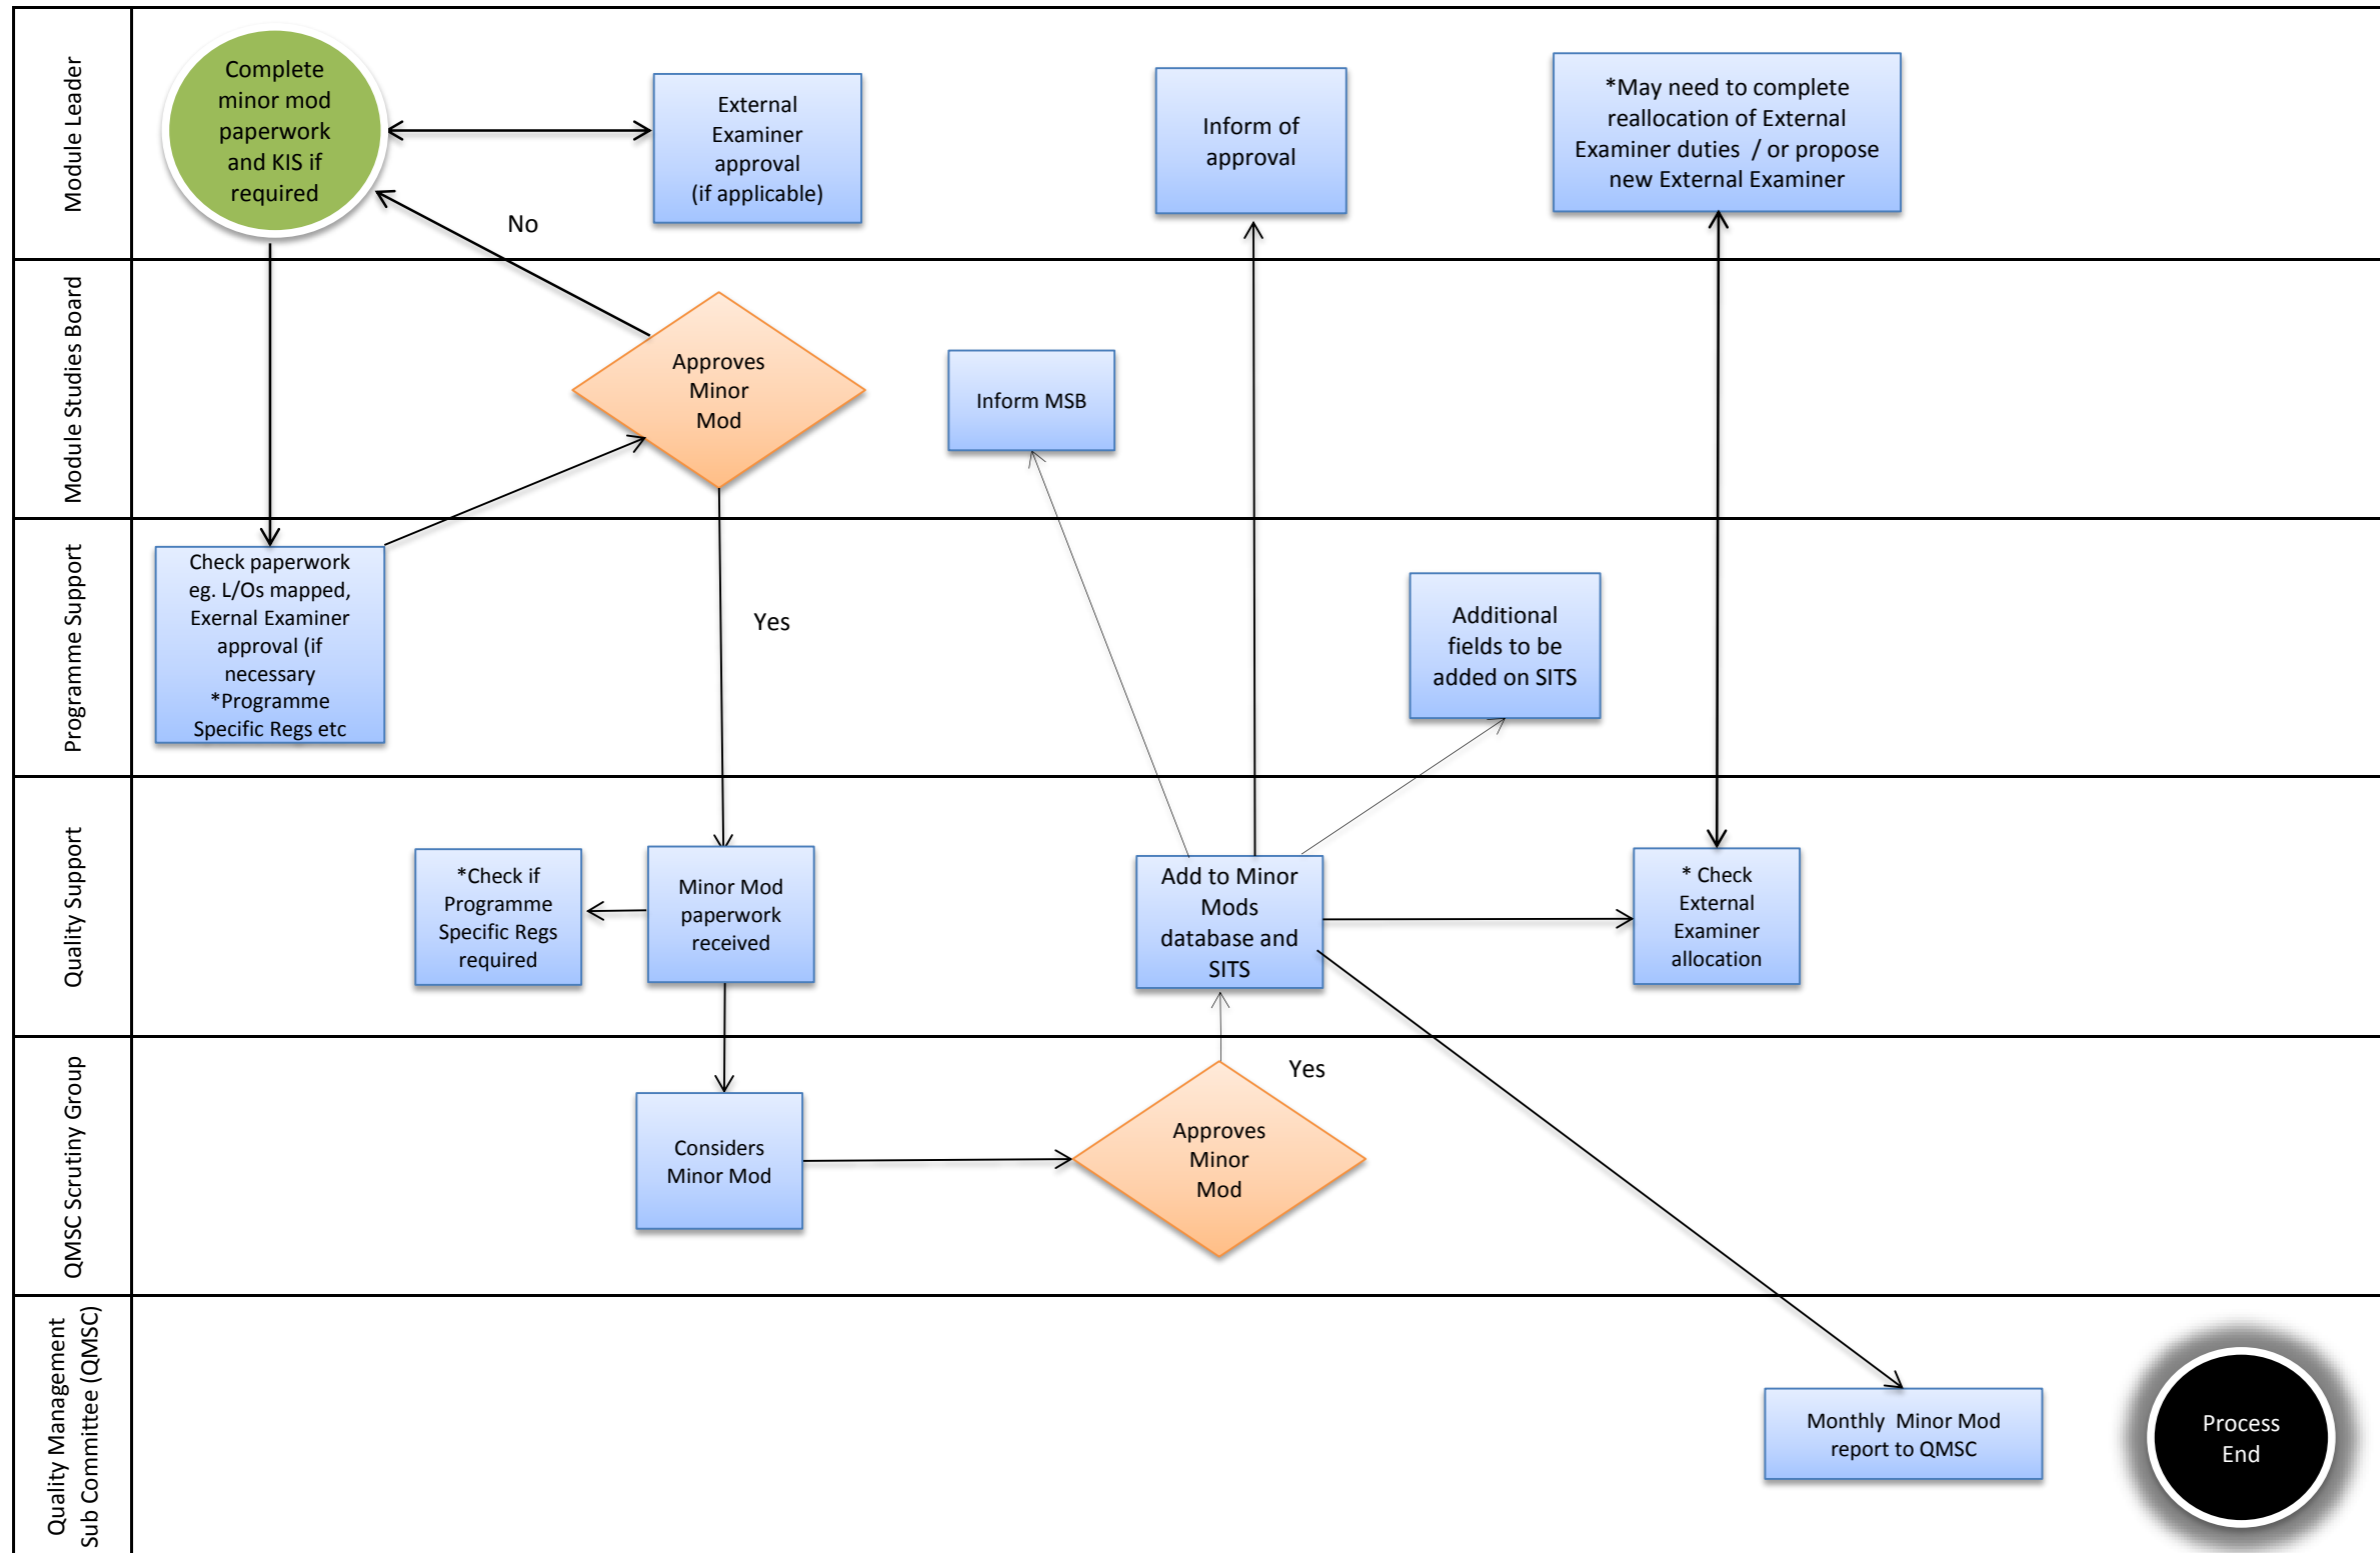 Module Leader
Complete
minor mod
paperwork
and KIS if
required
External
Examiner
approval
(if applicable)
Inform of
approval
*May need to complete
reallocation of External
Examiner duties / or propose
new External Examiner
No
Module Studies Board
Approves
Minor
Mod
Inform MSB
Programme Support
Check paperwork
eg. L/Os mapped,
Exernal Examiner
approval (if
necessary
*Programme
Specific Regs etc
Yes
Additional
fields to be
added on SITS
Quality Support
*Check if
Programme
Specific Regs
required
Minor Mod
paperwork
received
Add to Minor
Mods
database and
SITS
* Check
External
Examiner
allocation
QMSC Scrutiny Group
Considers
Minor Mod
Approves
Minor
Mod
Yes
Quality Management
Sub Committee (QMSC)
Monthly Minor Mod
report to QMSC
Process
End